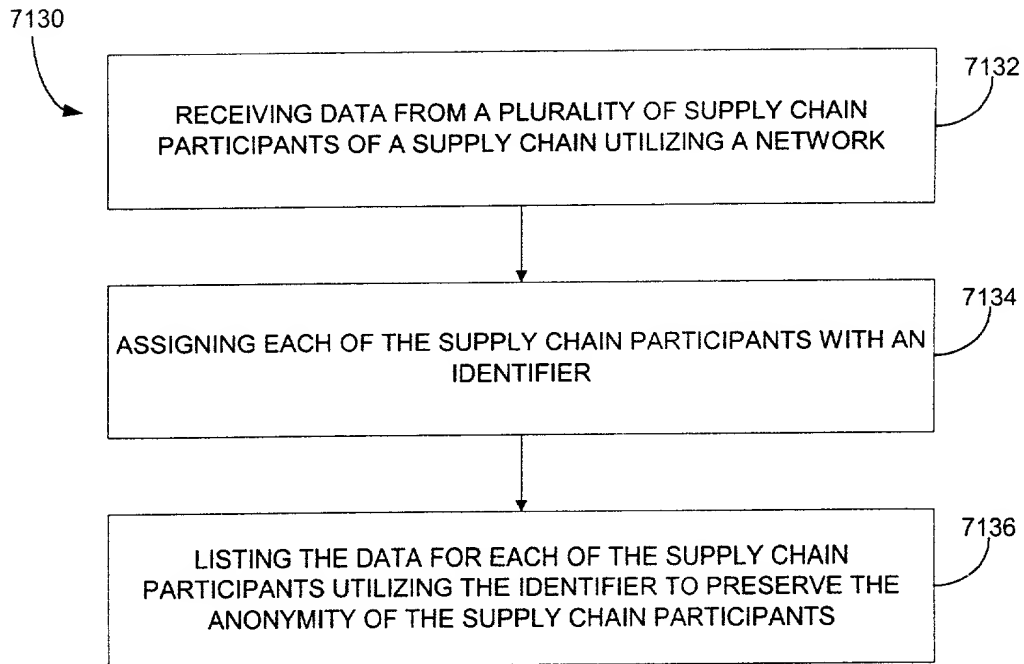 7130
7132
RECEIVING DATA FROM A PLURALITY OF SUPPLY CHAIN
PARTICIPANTS OF A SUPPLY CHAIN UTILIZING A NETWORK
7134
ASSIGNING EACH OF THE SUPPLY CHAIN PARTICIPANTS WITH AN
IDENTIFIER
7136
LISTING THE DATA FOR EACH OF THE SUPPLY CHAIN
PARTICIPANTS UTILIZING THE IDENTIFIER TO PRESERVE THE
ANONYMITY OF THE SUPPLY CHAIN PARTICIPANTS